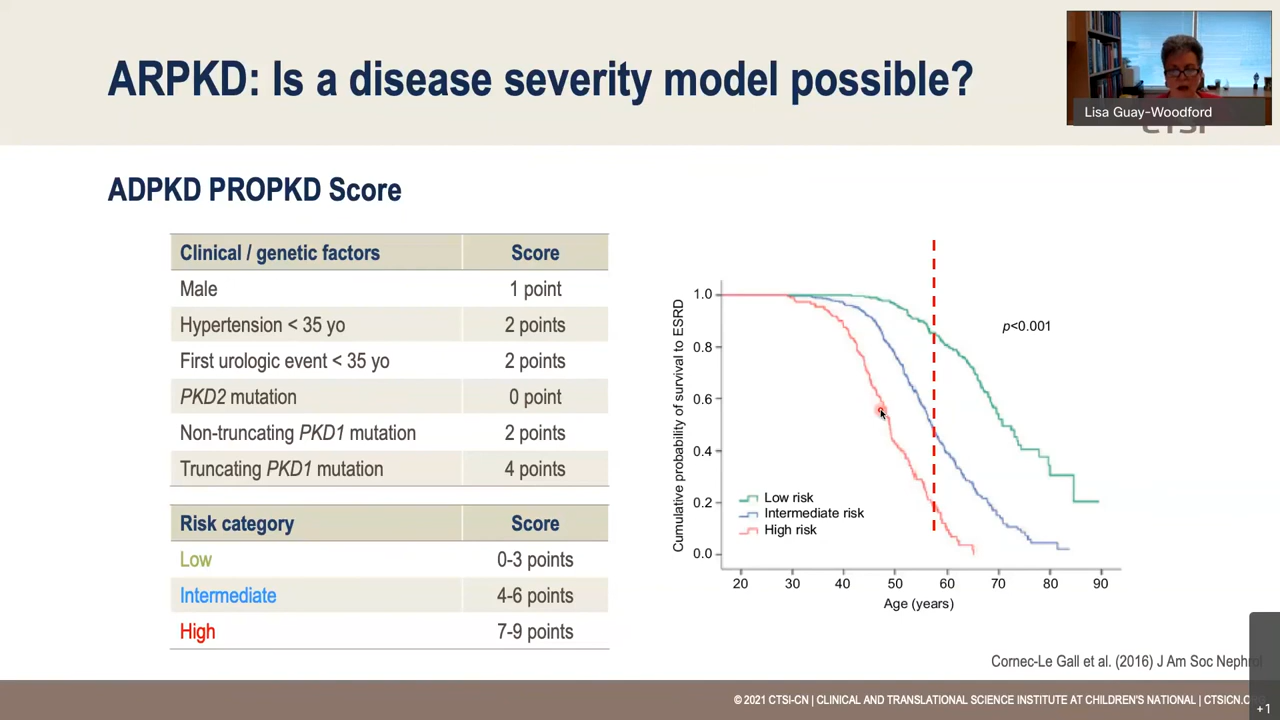 ARPKD: Is a disease severity model possible?
Lisa Guay-Woodford
CTSI
ADPKD PROPKD Score
Clinical / genetic factors Score
Male 1 point
Hypertension < 35 yo 2 points
First urologic event < 35 yo 2 points
PKD2 mutation 0 point
Non-truncating PKD1 mutation 2 points
Truncating PKD1 mutation 4 points
Risk category Score
Low 0-3 points
Intermediate 4-6 points
High 7-9 points
Cumulative probability of survival to ESRD
1.0
0.8
0.6
0.4
0.2
0.0
p<0.001
Low risk
Intermediate risk
High risk
20 30 40 50 60 70 80 90
Age (years)
Cornec-Le Gall et al. (2016) J Am Soc Nephrol
© 2021 CTSI-CN | CLINICAL AND TRANSLATIONAL SCIENCE INSTITUTE AT CHILDREN'S NATIONAL | CTSICN.
+1